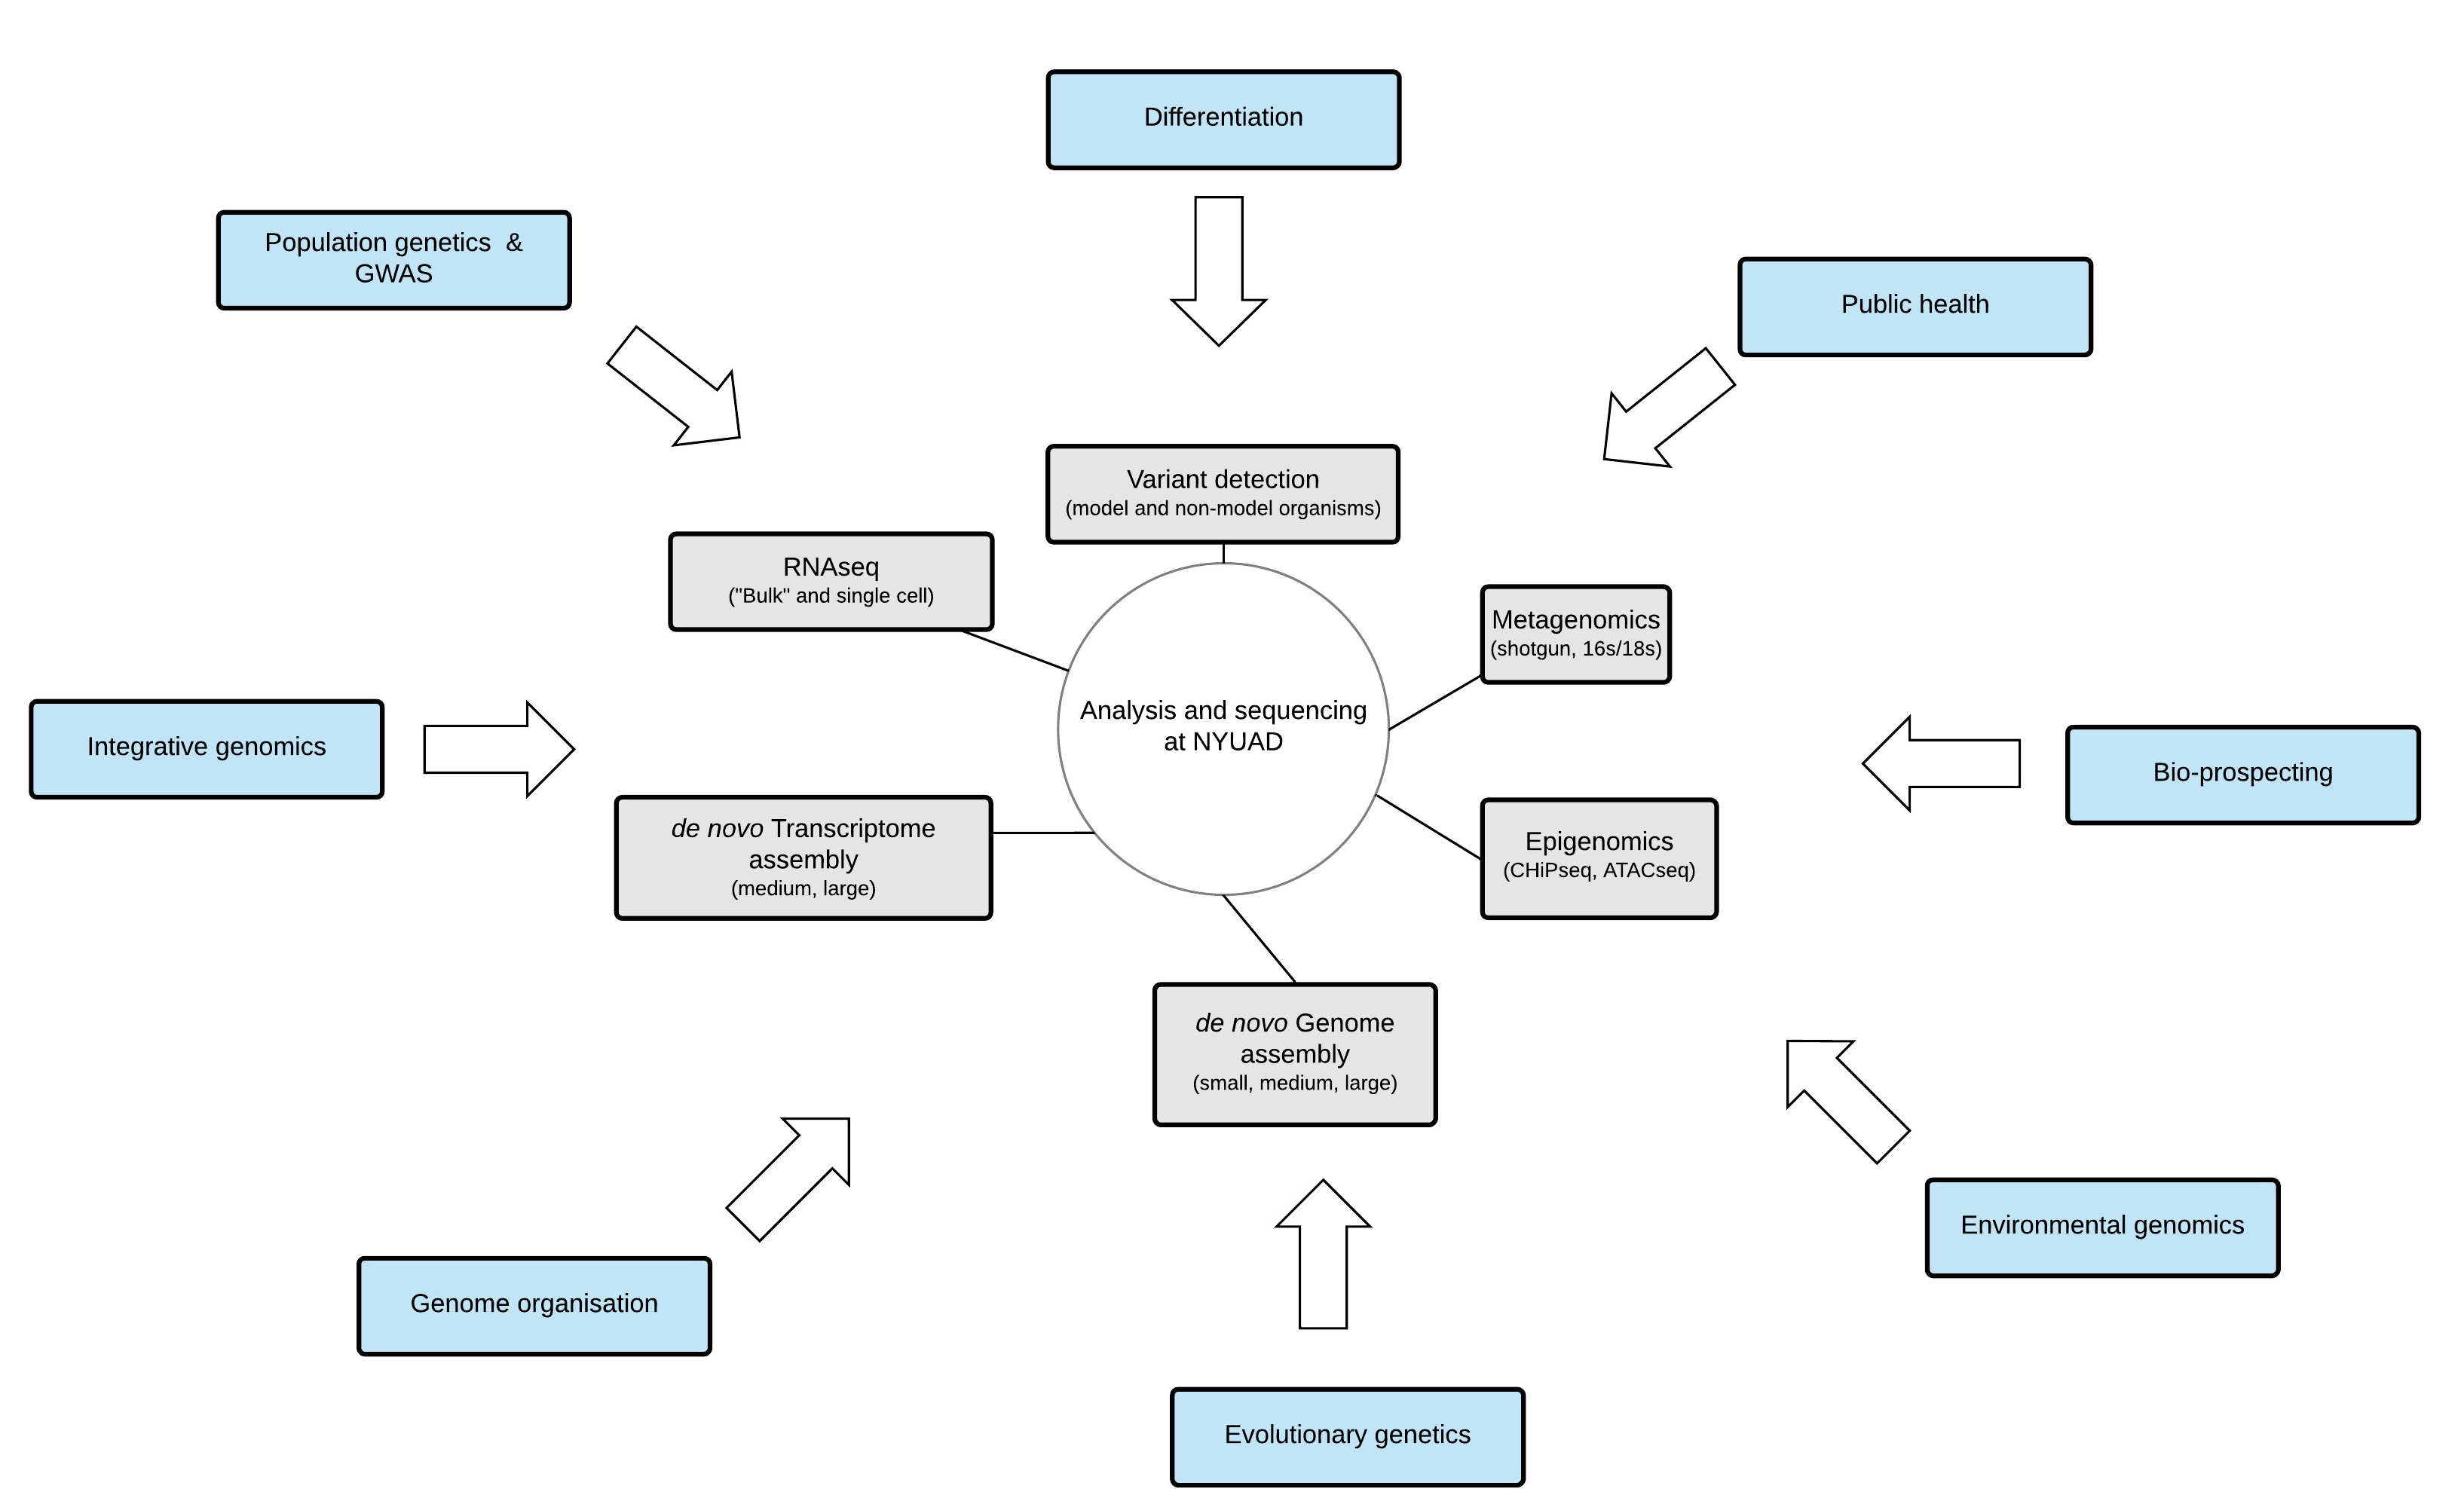 Differentiation
Population genetics  &
GWAS
Public health
Variant detection
(model and non-model organisms)
RNAseq
("Bulk" and single cell)
Metagenomics
(shotgun, 16s/18s)
Analysis and sequencing
at NYUAD
Integrative genomics
Bio-prospecting
de novo Transcriptome
assembly
(medium, large)
Epigenomics
(CHiPseq, ATACseq)
de novo Genome
assembly
(small, medium, large)
Environmental genomics
Genome organisation
Evolutionary genetics